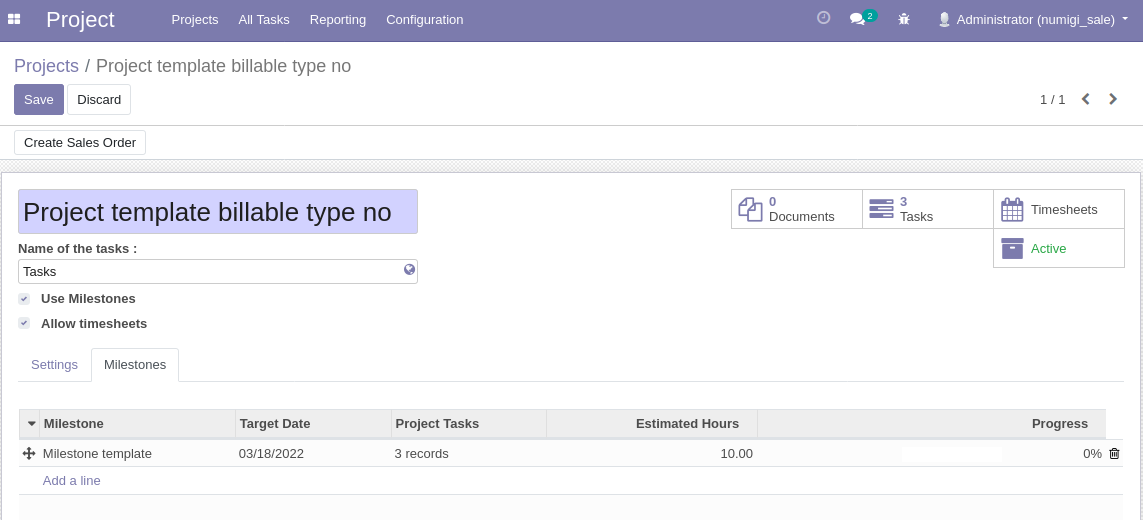 Project Projects All Tasks Reporting Configuration 2 Administrator (numigi_sale)
Projects / Project template billable type no
Save Discard 1 / 1
Create Sales Order
Project template billable type no
0 Documents
3 Tasks
Timesheets
Active
Name of the tasks :
Tasks
Use Milestones
Allow timesheets
Settings Milestones
Milestone Target Date Project Tasks Estimated Hours Progress
Milestone template 03/18/2022 3 records 10.00 0%
Add a line